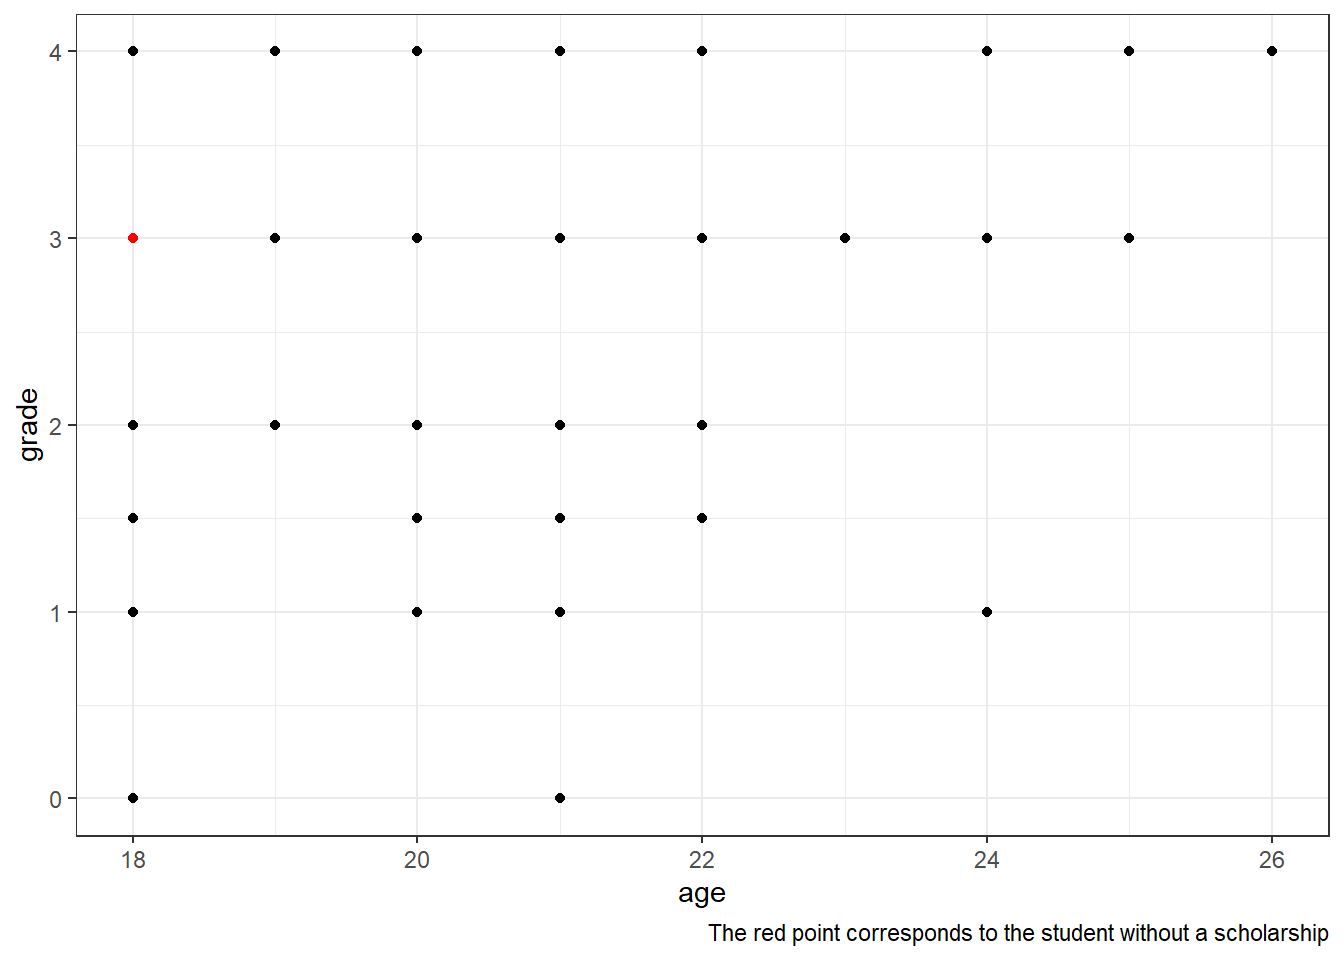 grade
4
3
2
1
0
18 20 22 24 26
age
The red point corresponds to the student without a scholarship